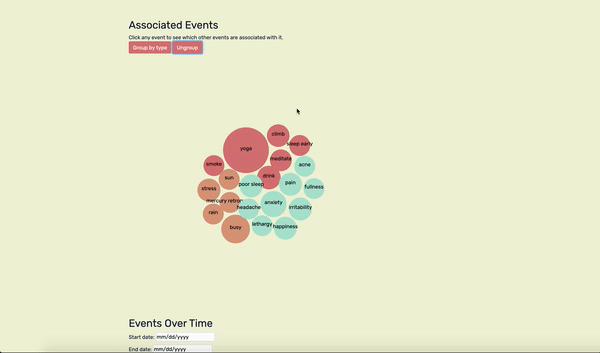 Associated Events
Click any event to see which other events are associated with it.
Group by type Ungroup
climb
sleep early
yoga
meditate
smoke
acne
sun
drink
poor sleep
pain
stress
fullness
mercury retro
anxiety
headache
irritability
rain
lethargy
happiness
busy
Events Over Time
Start date: mm/dd/yyyy
End date: mm/dd/yyyy